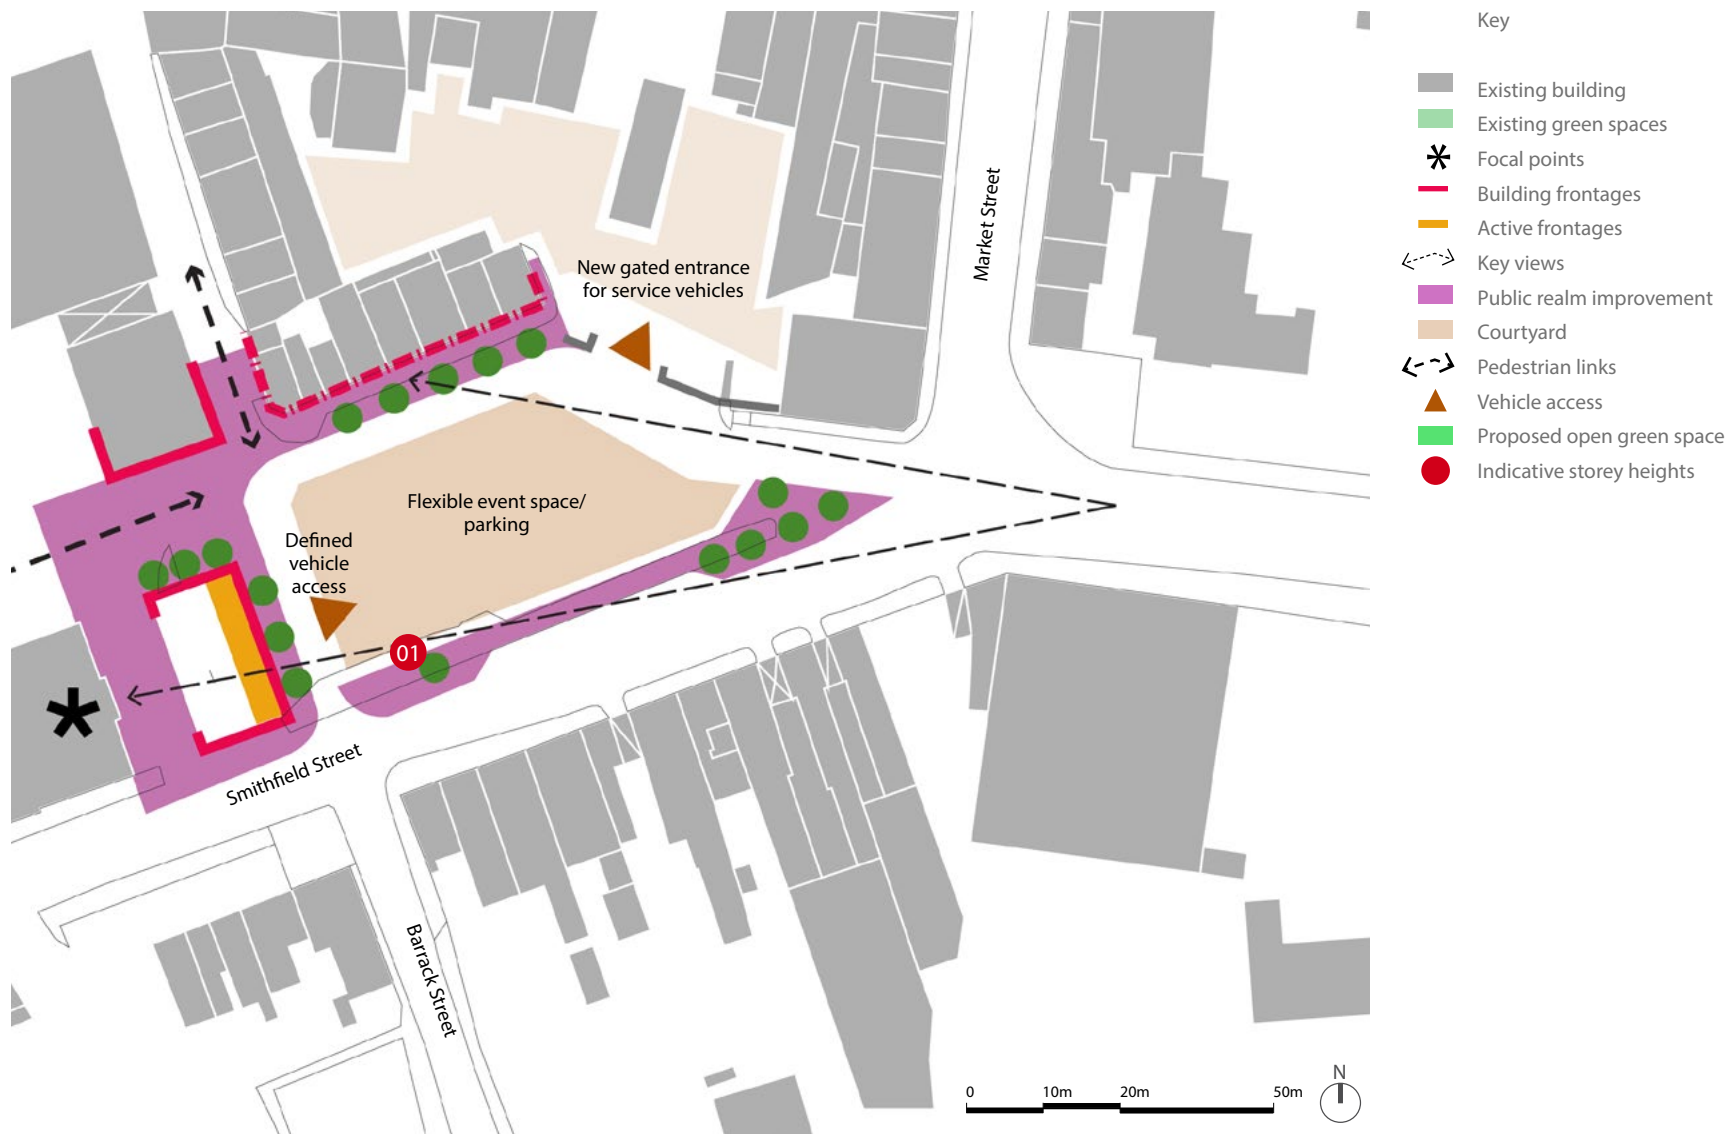 Key
Existing building
Existing green spaces
Focal points
Building frontages
Active frontages
Key views
Public realm improvement
Courtyard
Pedestrian links
Vehicle access
Proposed open green space
Indicative storey heights
Market Street
New gated entrance
for service vehicles
Flexible event space/
parking
Defined
vehicle
access
01
Smithfield Street
Barrack Street
0 10m 20m 50m
N